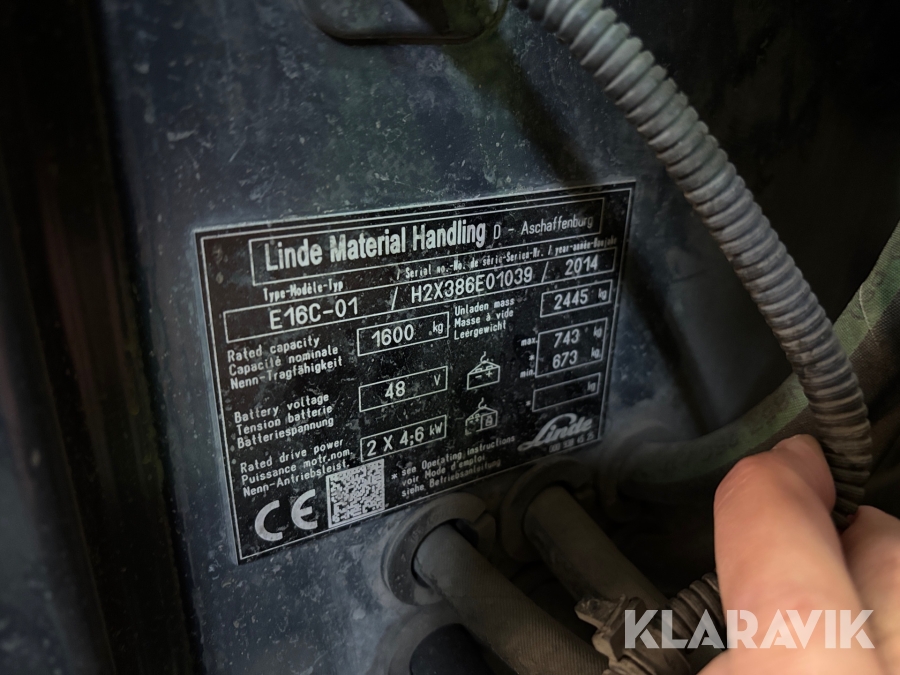 Linde Material Handling D - Aschaffenburg
Type-Modèle-Typ / Serial no.-No. de série-Serien-Nr. / year-année-Baujahr
E16C-01 / H2X386E01039 / 2014
Rated capacity
Capacité nominale
Nenn-Tragfähigkeit
1600 kg
Unladen mass
Masse à vide
Leergewicht
2445 kg
Battery voltage
Tension batterie
Batteriespannung
48 V
max. 743 kg
min. 673 kg
* kg
Rated drive power
Puissance motr.nom
Nenn-Antriebsleist.
2 X 4,6 kW
* see Operating instructions
voir Mode d'emploi
siehe Betriebsanleitung
Linde
CE
KLARAVIK